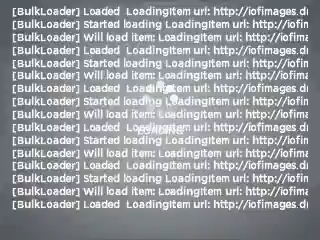 [BulkLoader] Loaded  LoadingItem url: http://iofimages.d
[BulkLoader] Started loading LoadingItem url: http://iofima
[BulkLoader] Will load item: LoadingItem url: http://iofima
[BulkLoader] Loaded  LoadingItem url: http://iofimages.d
[BulkLoader] Started loading LoadingItem url: http://iofima
[BulkLoader] Will load item: LoadingItem url: http://iofima
[BulkLoader] Loaded  LoadingItem url: http://iofimages.d
[BulkLoader] Started loading LoadingItem url: http://iofima
[BulkLoader] Will load item: LoadingItem url: http://iofima
[BulkLoader] Loaded  LoadingItem url: http://iofimages.d
[BulkLoader] Started loading LoadingItem url: http://iofima
[BulkLoader] Will load item: LoadingItem url: http://iofima
[BulkLoader] Loaded  LoadingItem url: http://iofimages.d
[BulkLoader] Started loading LoadingItem url: http://iofima
[BulkLoader] Will load item: LoadingItem url: http://iofima
[BulkLoader] Loaded  LoadingItem url: http://iofimages.d